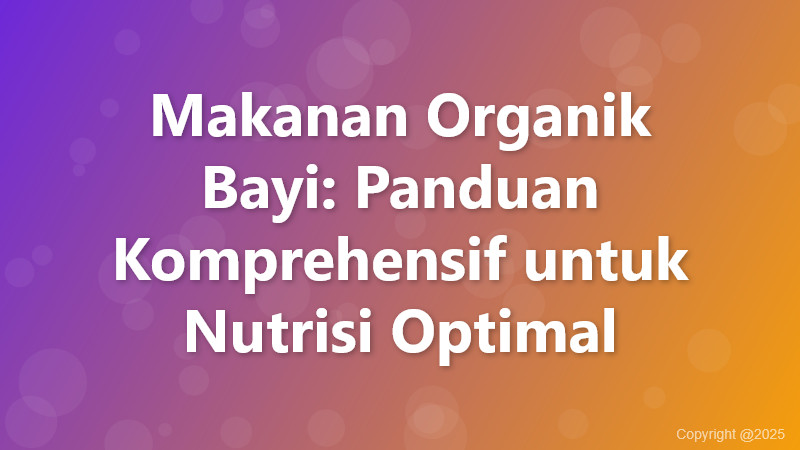 Makanan Organik
Bayi: Panduan
Komprehensif untuk
Nutrisi Optimal
Copyright @2025